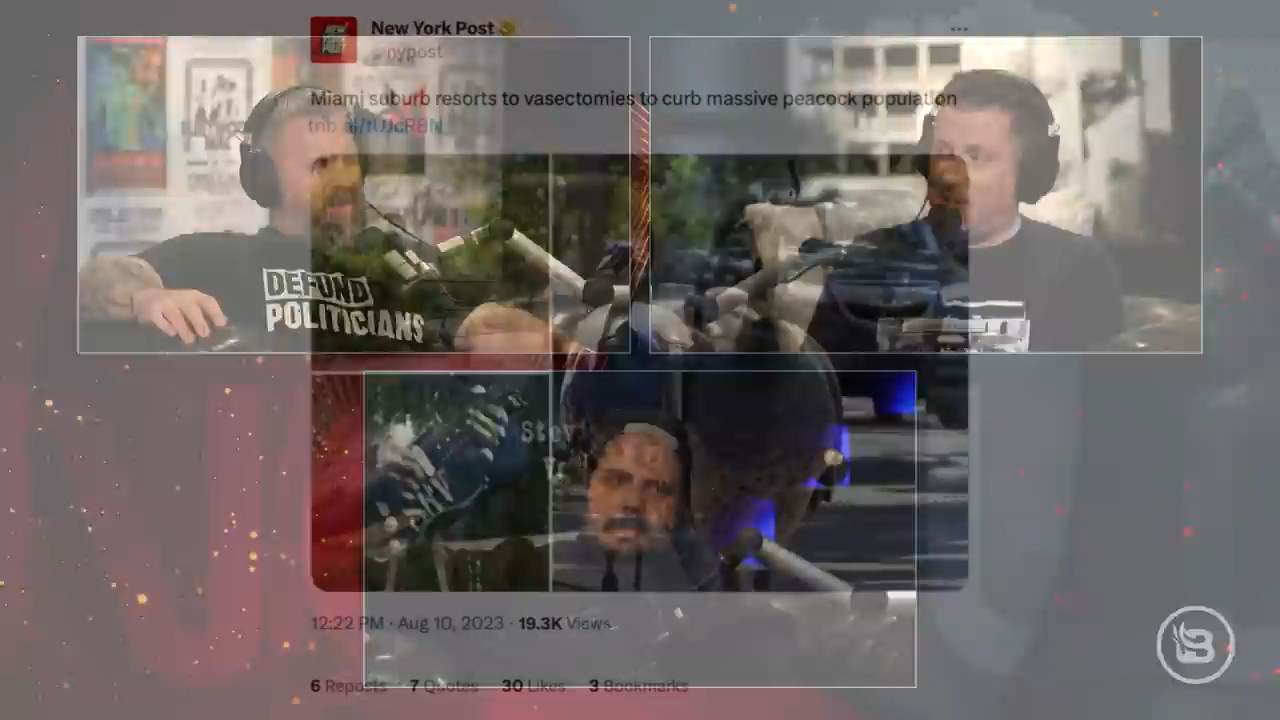 New York Post
@nypost
Miami suburb resorts to vasectomies to curb massive peacock population
DEFUND
POLITICIANS
12:22 PM · Aug 10, 2023 · 19.3K Views
6 Reposts 7 Quotes 30 Likes 3 Bookmarks